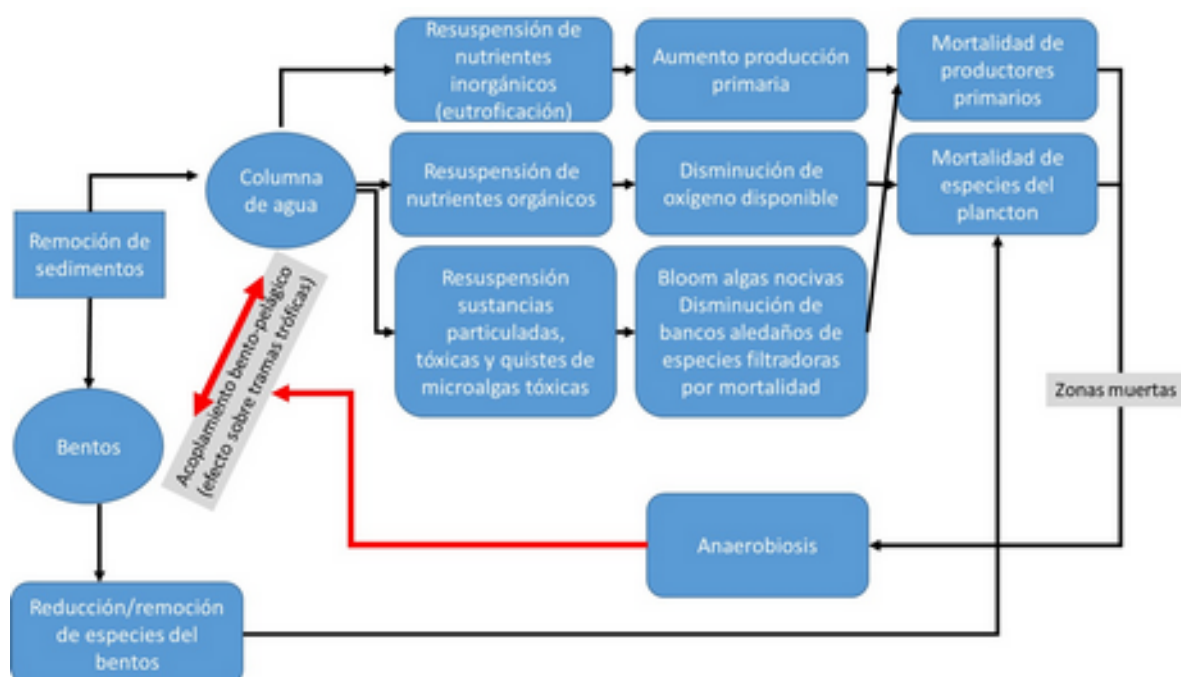 Resuspensión de
nutrientes
inorgánicos
(eutroficación)
Aumento producción
primaria
Mortalidad de
productores
primarios
Columna
de agua
Resuspensión de
nutrientes orgánicos
Disminución de
oxígeno disponible
Mortalidad de
especies del
plancton
Remoción de
sedimentos
Resuspensión
sustancias
particuladas,
tóxicas y quistes de
microalgas tóxicas
Bloom algas nocivas
Disminución de
bancos aledaños de
especies filtradoras
por mortalidad
Acoplamiento bento-pelágico
(efecto sobre tramas tróficas)
Zonas muertas
Bentos
Anaerobiosis
Reducción/remoción
de especies del
bentos